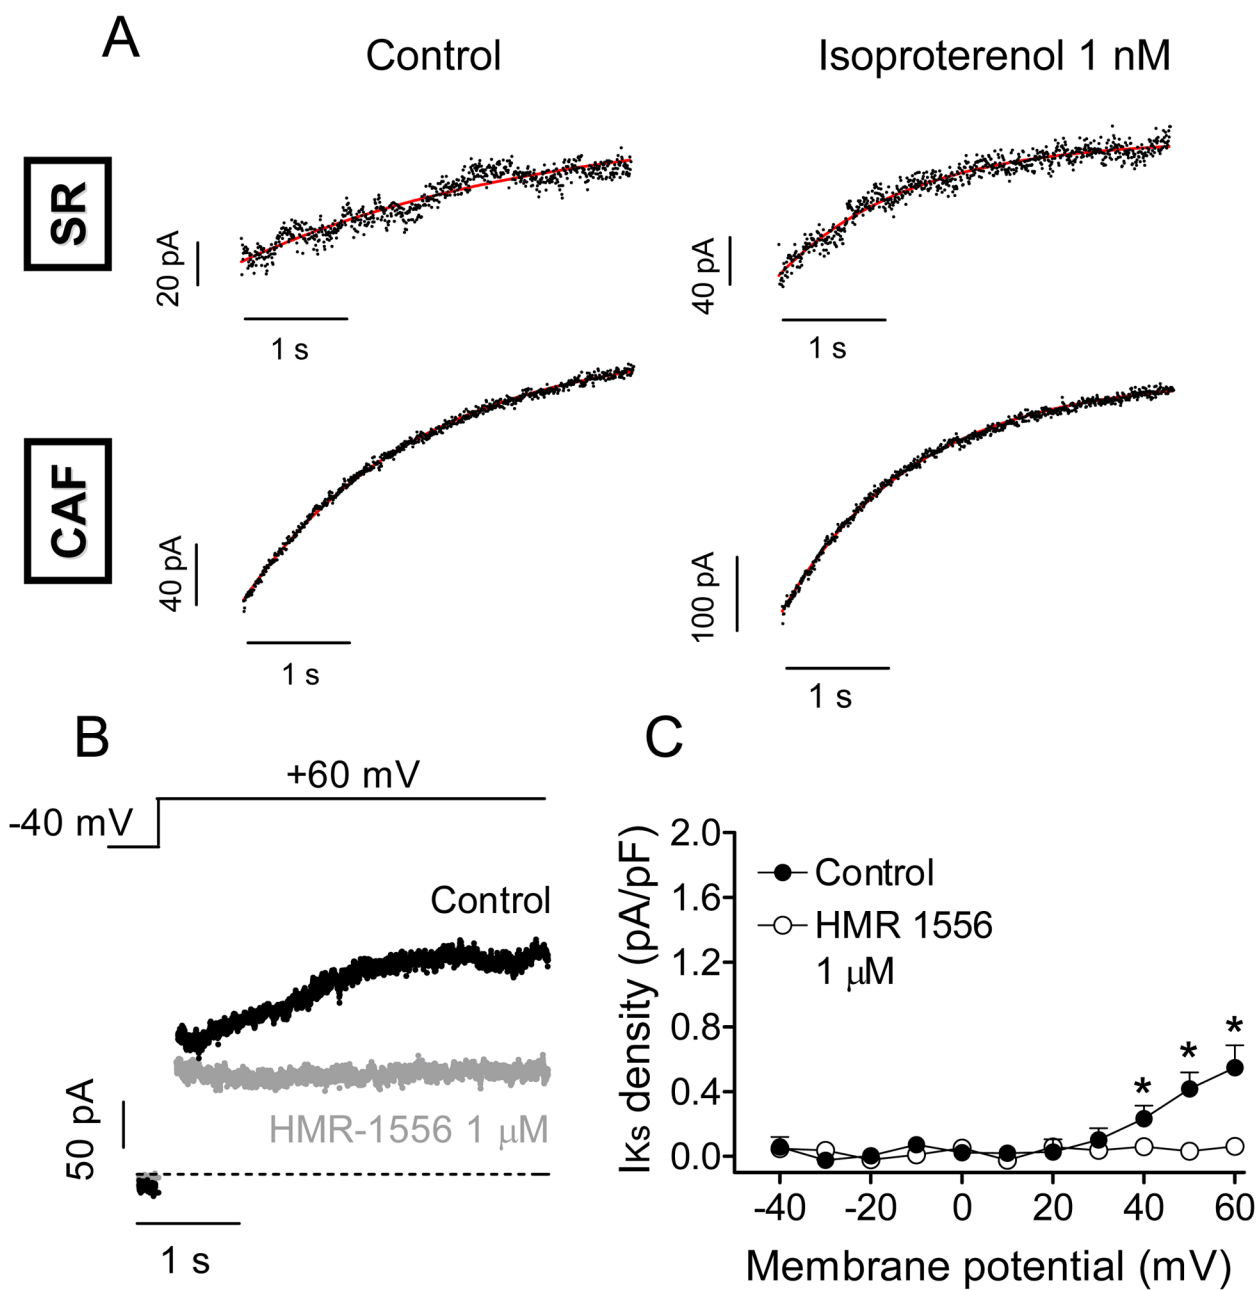 A
Control
Isoproterenol 1 nM
SR
20 pA
1 s
40 pA
1 s
CAF
40 pA
1 s
100 pA
1 s
B
+60 mV
-40 mV
Control
HMR-1556 1 μM
50 pA
1 s
C
IKs density (pA/pF)
2.0
1.6
1.2
0.8
0.4
0.0
Control
HMR 1556
1 μM
* * *
-40 -20 0 20 40 60
Membrane potential (mV)